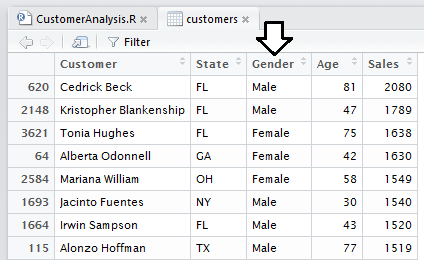 CustomerAnalysis.R customers
Filter
Customer State Gender Age Sales
620 Cedrick Beck FL Male 81 2080
2148 Kristopher Blankenship FL Male 47 1789
3621 Tonia Hughes FL Female 75 1638
64 Alberta Odonnell GA Female 42 1630
2584 Mariana William OH Female 58 1549
1693 Jacinto Fuentes NY Male 30 1540
1664 Irwin Sampson FL Male 43 1520
115 Alonzo Hoffman TX Male 77 1519